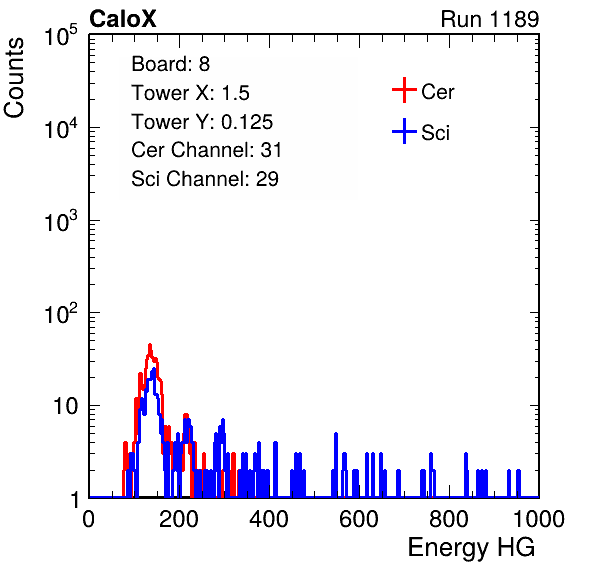 CaloX Run 1189
Counts
10^5
10^4
10^3
10^2
10
1
Board: 8
Tower X: 1.5
Tower Y: 0.125
Cer Channel: 31
Sci Channel: 29
Cer
Sci
0 200 400 600 800 1000
Energy HG